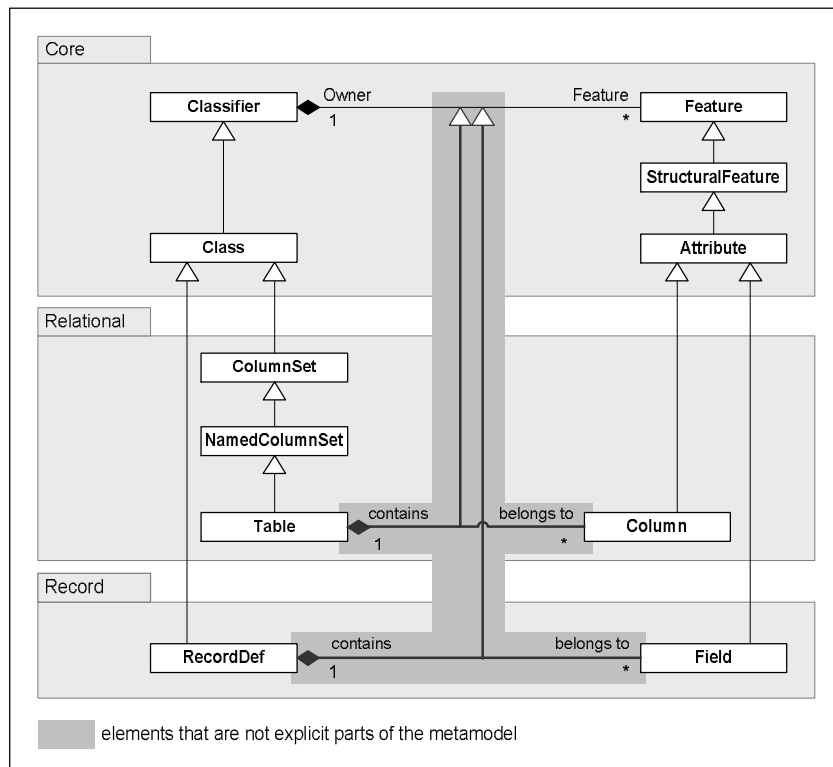 Core
Classifier
Owner
Feature
Feature
1
*
StructuralFeature
Class
Attribute
Relational
ColumnSet
NamedColumnSet
contains
belongs to
Table
Column
1
*
Record
contains
belongs to
RecordDef
Field
1
*
elements that are not explicit parts of the metamodel